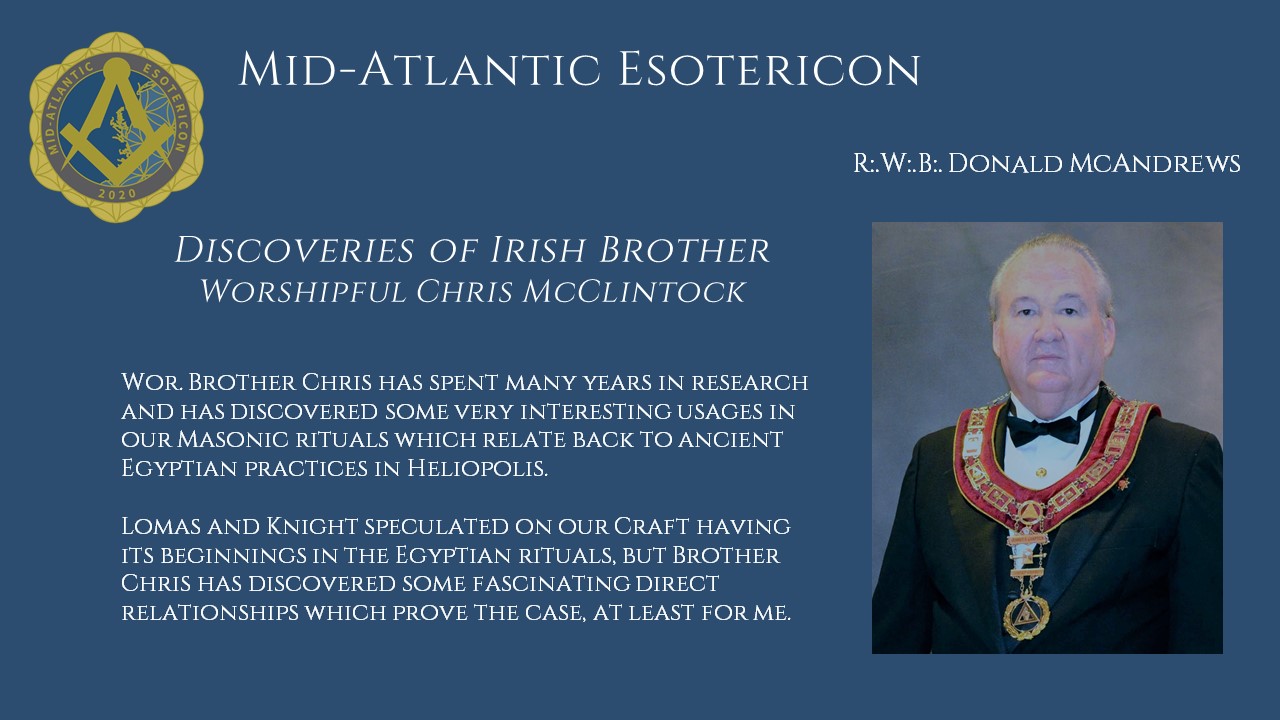 MID-ATLANTIC ESOTERICON
MID-ATLANTIC ESOTERICON
2020
R:.W:.B:. DONALD MCANDREWS
DISCOVERIES OF IRISH BROTHER
WORSHIPFUL CHRIS MCCLINTOCK
WOR. BROTHER CHRIS HAS SPENT MANY YEARS IN RESEARCH
AND HAS DISCOVERED SOME VERY INTERESTING USAGES IN
OUR MASONIC RITUALS WHICH RELATE BACK TO ANCIENT
EGYPTIAN PRACTICES IN HELIOPOLIS.
LOMAS AND KNIGHT SPECULATED ON OUR CRAFT HAVING
ITS BEGINNINGS IN THE EGYPTIAN RITUALS, BUT BROTHER
CHRIS HAS DISCOVERED SOME FASCINATING DIRECT
RELATIONSHIPS WHICH PROVE THE CASE, AT LEAST FOR ME.